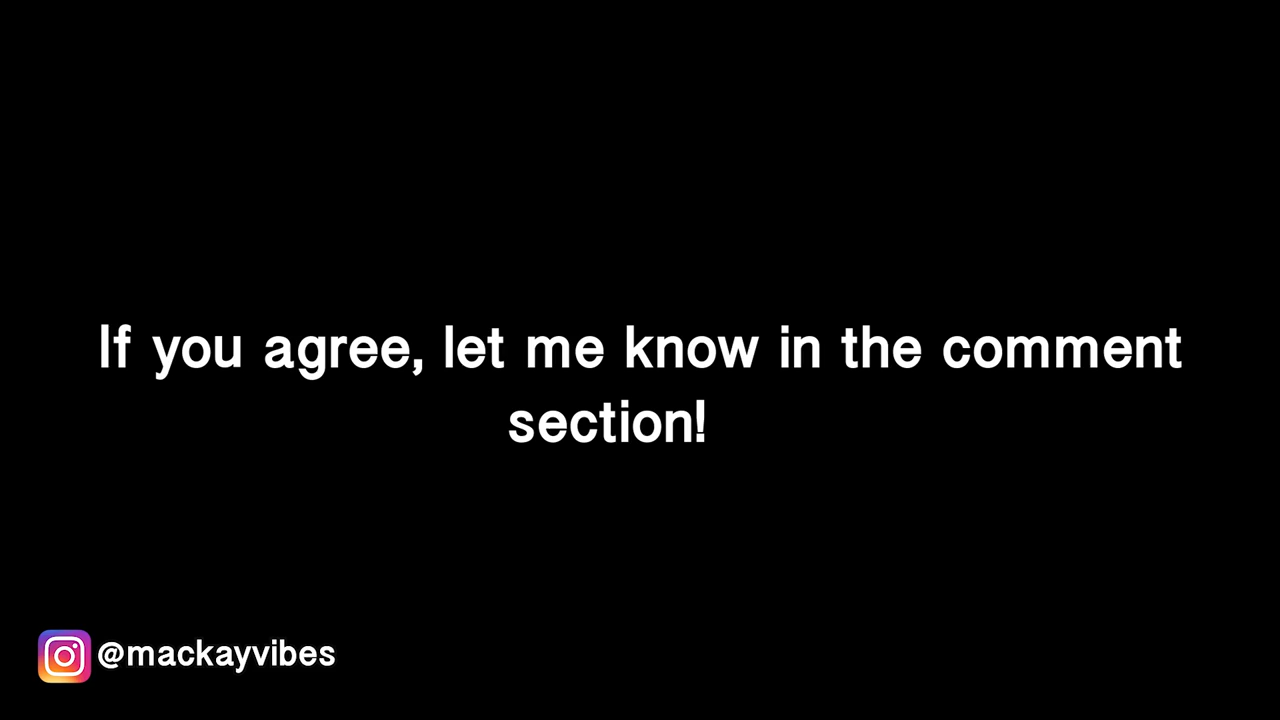 If you agree, let me know in the comment
section!
@mackayvibes